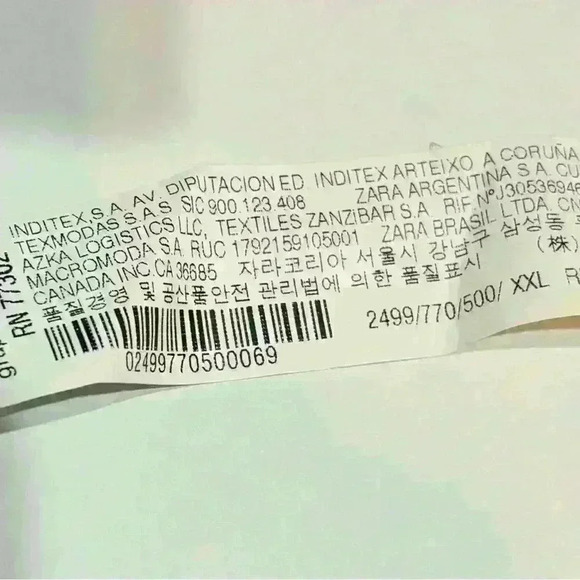 INDITEX.S.A. AV. DIPUTACION ED. INDITEX ARTEIXO A CORUÑA
TEXMODAS S.A.S. SIC 900.123.408 ZARA ARGENTINA S.A. CU
AZKA LOGISTICS LLC, TEXTILES ZANZIBAR S.A. RIF. NºJ3053694
MACROMODA S.A. RUC 1792159105001 ZARA BRASIL LTDA. CN
CANADA INC.CA 36685 자라코리아 서울시 강남구 삼성동
품질경영 및 공산품안전 관리법에 의한 품질표시 (株)
RN 77302
02499770500069
2499/770/500/ XXL R